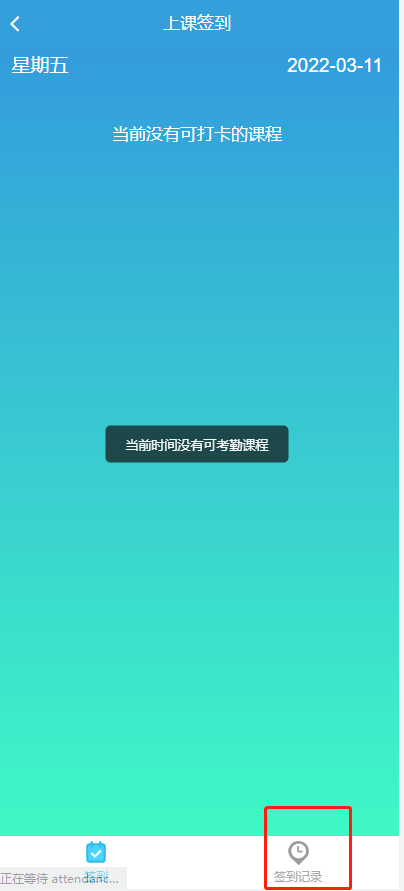 上课签到
星期五 2022-03-11
当前没有可打卡的课程
当前时间没有可考勤课程
签到 签到记录
正在等待 attendanc...